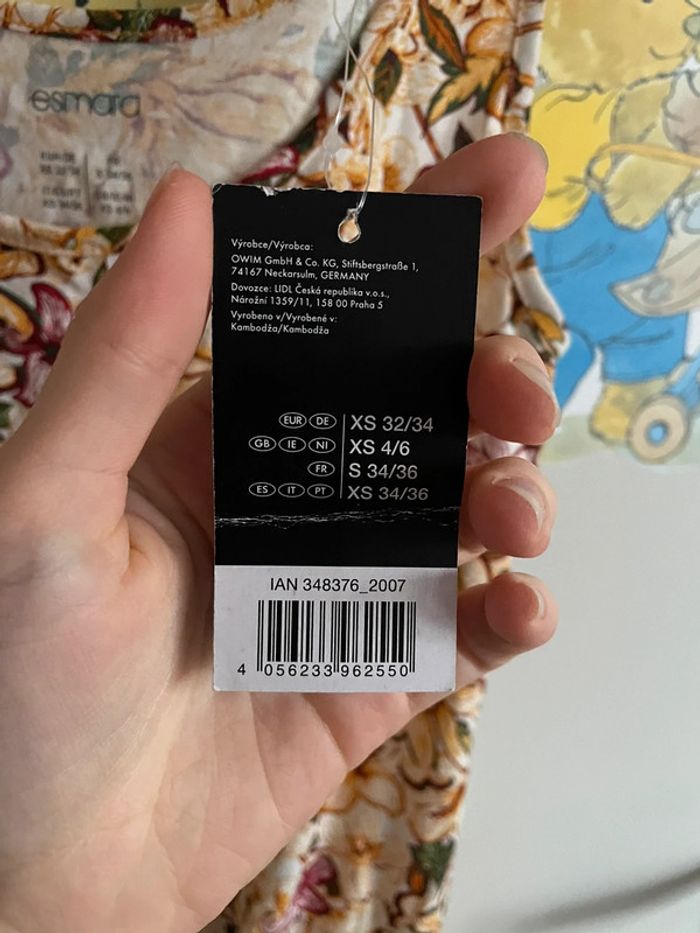 esmara
Výrobce/Výrobca:
OWIM GmbH & Co. KG, Stiftsbergstraße 1,
74167 Neckarsulm, GERMANY
Dovozce: LIDL Česká republika v.o.s.,
Nárožní 1359/11, 158 00 Praha 5
Vyrobeno v/Vyrobené v:
Kambodža/Kambodža
EUR DE XS 32/34
GB IE NI XS 4/6
FR S 34/36
ES IT PT XS 34/36
IAN 348376_2007
4 056233 962550